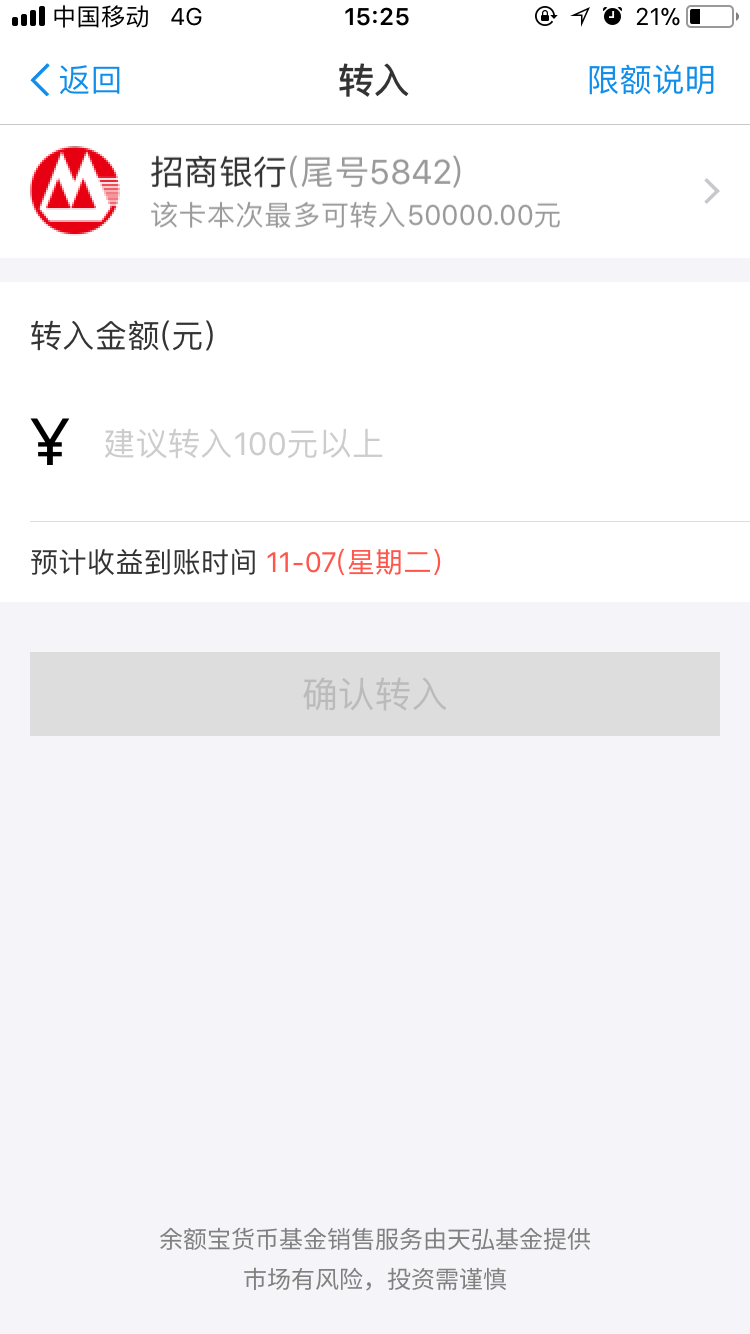 中国移动 4G 15:25 21%
返回 转入 限额说明
招商银行(尾号5842)
该卡本次最多可转入50000.00元
转入金额(元)
¥ 建议转入100元以上
预计收益到账时间 11-07(星期二)
确认转入
余额宝货币基金销售服务由天弘基金提供
市场有风险，投资需谨慎